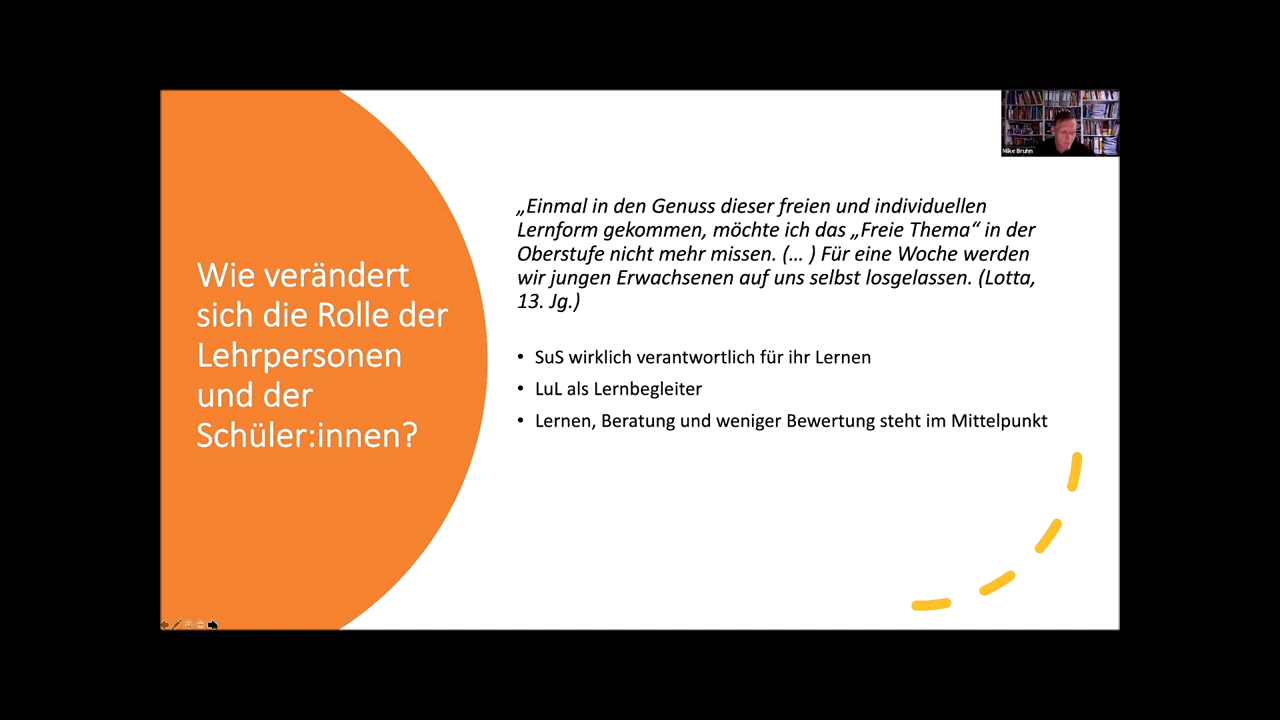 Wie verändert
sich die Rolle der
Lehrpersonen
und der
Schüler:innen?
„Einmal in den Genuss dieser freien und individuellen
Lernform gekommen, möchte ich das „Freie Thema“ in der
Oberstufe nicht mehr missen. (... ) Für eine Woche werden
wir jungen Erwachsenen auf uns selbst losgelassen. (Lotta,
13. Jg.)
• SuS wirklich verantwortlich für ihr Lernen
• LuL als Lernbegleiter
• Lernen, Beratung und weniger Bewertung steht im Mittelpunkt
Mike Bruhn